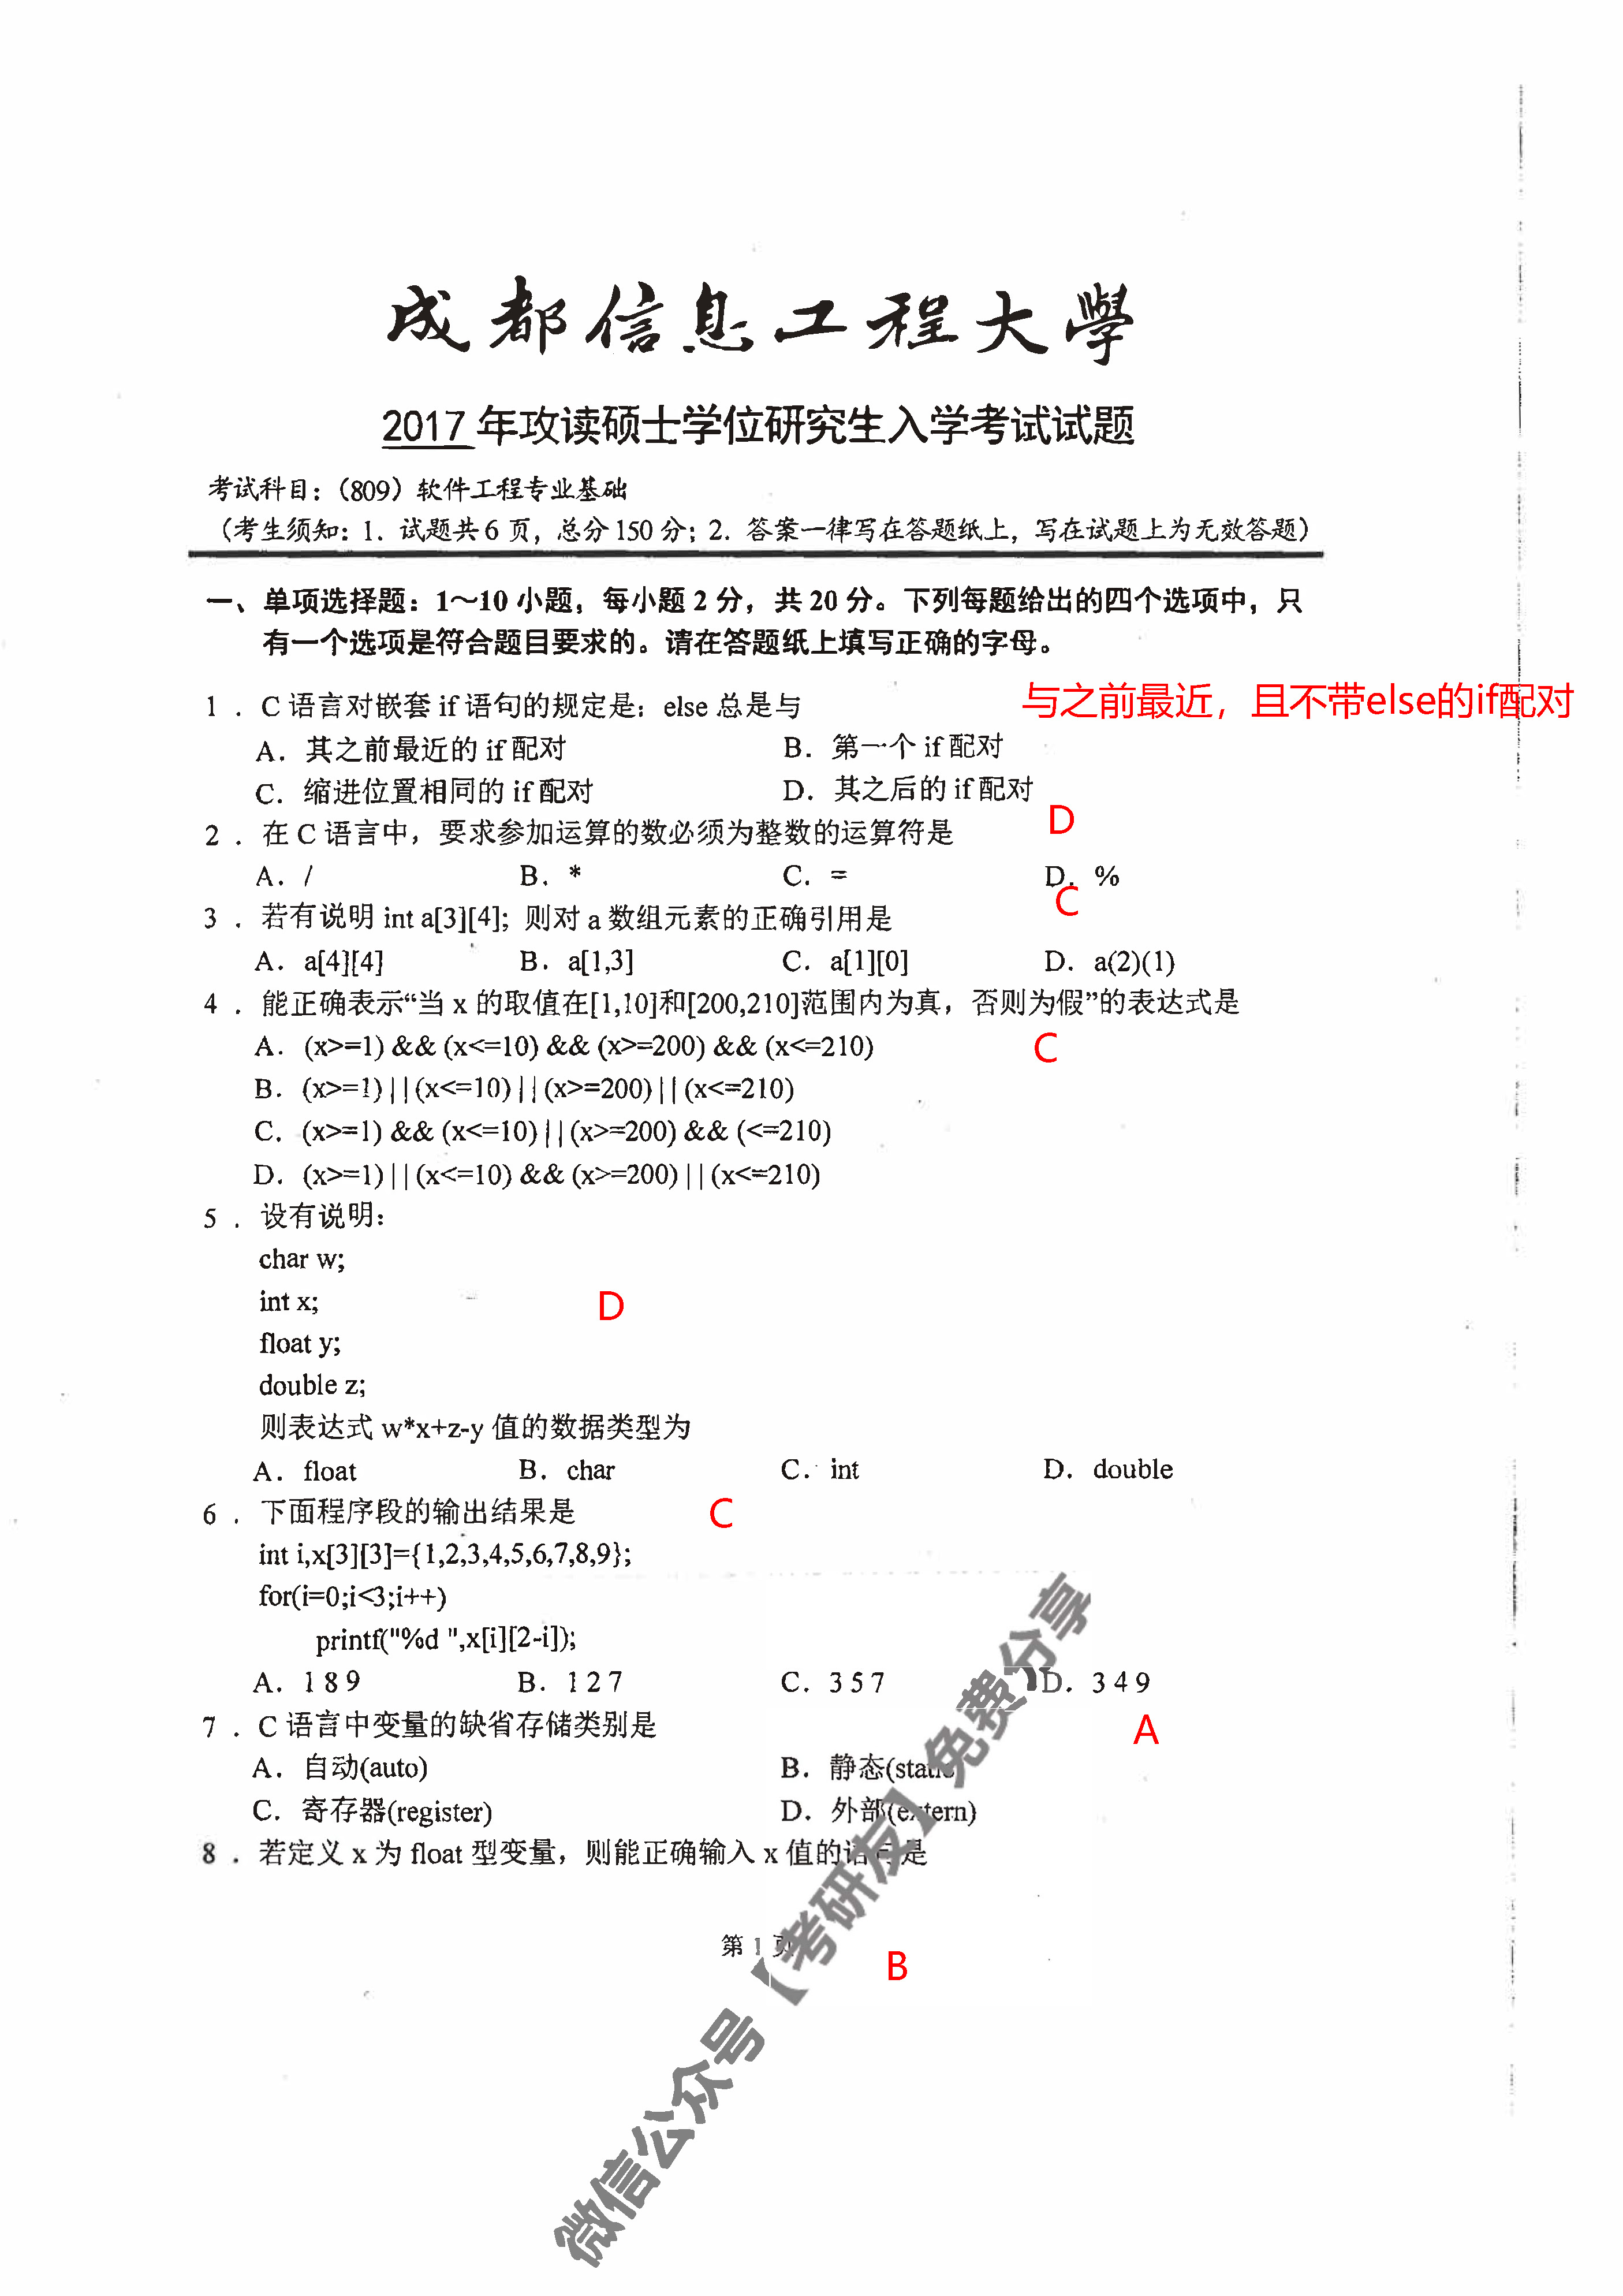 成都信息工程大學
2017 年攻读硕士学位研究生入学考试试题
考试科目：（809）软件工程专业基础
（考生须知：1. 试题共 6 页，总分 150 分；2. 答案一律写在答题纸上，写在试题上为无效答题）
一、单项选择题：1～10 小题，每小题 2 分，共 20 分。下列每题给出的四个选项中，只
有一个选项是符合题目要求的。请在答题纸上填写正确的字母。
1 . C 语言对嵌套 if 语句的规定是：else 总是与
与之前最近，且不带else的if配对
A. 其之前最近的 if 配对 B. 第一个 if 配对
C. 缩进位置相同的 if 配对 D. 其之后的 if 配对
2 . 在 C 语言中，要求参加运算的数必须为整数的运算符是
D
A. / B. * C. = D. %
C
3 . 若有说明 int a[3][4]; 则对 a 数组元素的正确引用是
A. a[4][4] B. a[1,3] C. a[1][0] D. a(2)(1)
4 . 能正确表示“当 x 的取值在[1,10]和[200,210]范围内为真，否则为假”的表达式是
A. (x>=1) && (x<=10) && (x>=200) && (x<=210)
C
B. (x>=1) | | (x<=10) | | (x>=200) | | (x<=210)
C. (x>=1) && (x<=10) | | (x>=200) && (<=210)
D. (x>=1) | | (x<=10) && (x>=200) | | (x<=210)
5 . 设有说明：
char w;
int x;
D
float y;
double z;
则表达式 w*x+z-y 值的数据类型为
A. float B. char C. int D. double
6 . 下面程序段的输出结果是
C
int i,x[3][3]={1,2,3,4,5,6,7,8,9};
for(i=0;i<3;i++)
printf("%d ",x[i][2-i]);
A. 1 8 9 B. 1 2 7 C. 3 5 7 D. 3 4 9
7 . C 语言中变量的缺省存储类别是
A
A. 自动(auto) B. 静态(static)
C. 寄存器(register) D. 外部(extern)
8 . 若定义 x 为 float 型变量，则能正确输入 x 值的语句是
第 1 页
B
微信公众号【考研友】免费分享